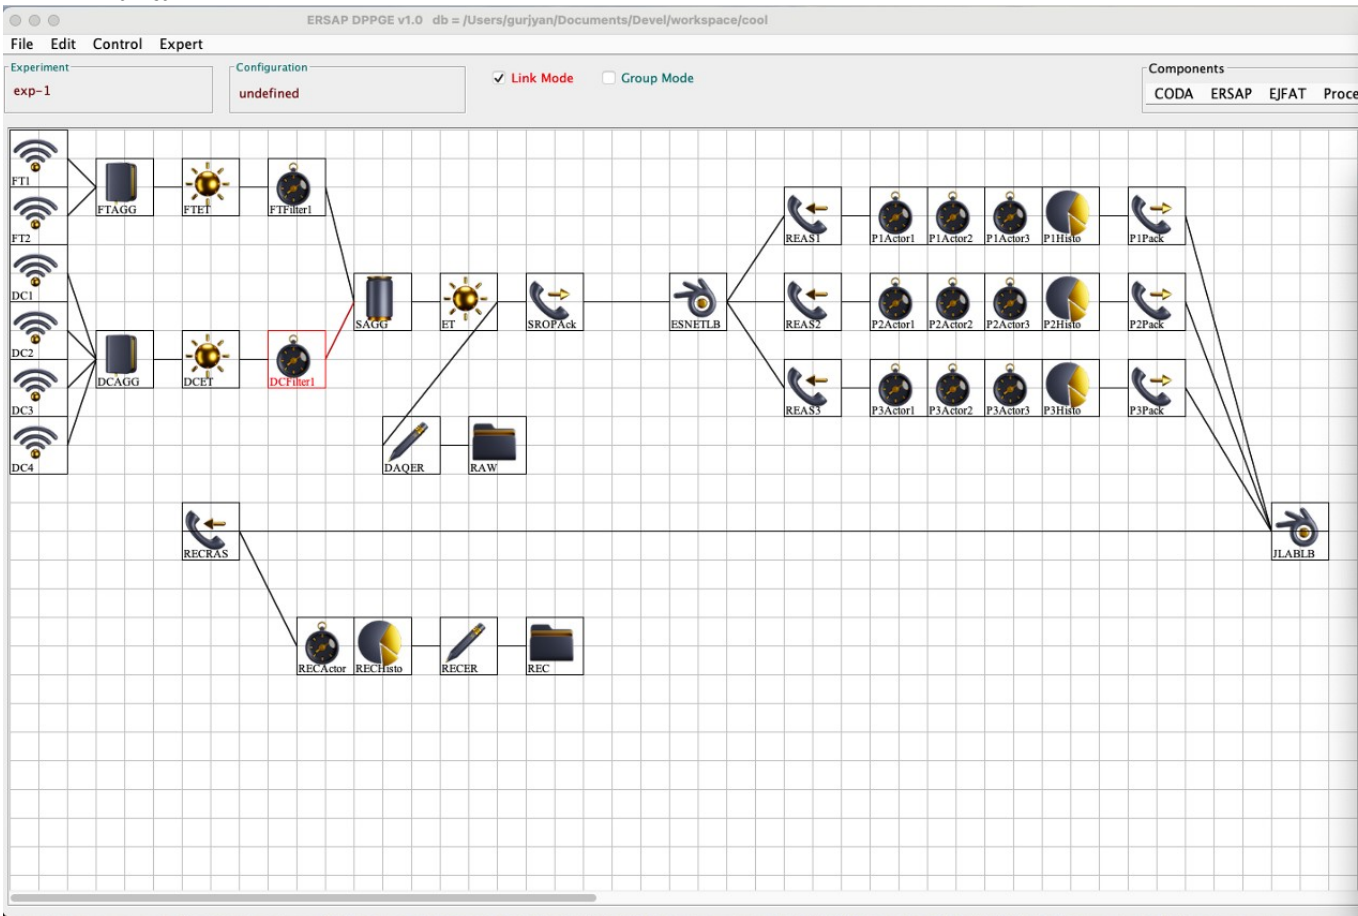 ERSAP DPPGE v1.0 db = /Users/gurjyan/Documents/Devel/workspace/cool
File Edit Control Expert
Experiment
exp-1
Configuration
undefined
Link Mode
Group Mode
Components
CODA ERSAP EJFAT Proce
FT1
FTAGG FTET FTFilter1
FT2
REAS1 P1Actor1 P1Actor2 P1Actor3 P1Histo P1Pack
DC1
SAGG ET SROPAck ESNETLB REAS2 P2Actor1 P2Actor2 P2Actor3 P2Histo P2Pack
DC2
DCAGG DCET DCFilter1
DC3
REAS3 P3Actor1 P3Actor2 P3Actor3 P3Histo P3Pack
DC4 DAQER RAW
RECRAS JLABLB
RECActor RECHisto RECER REC